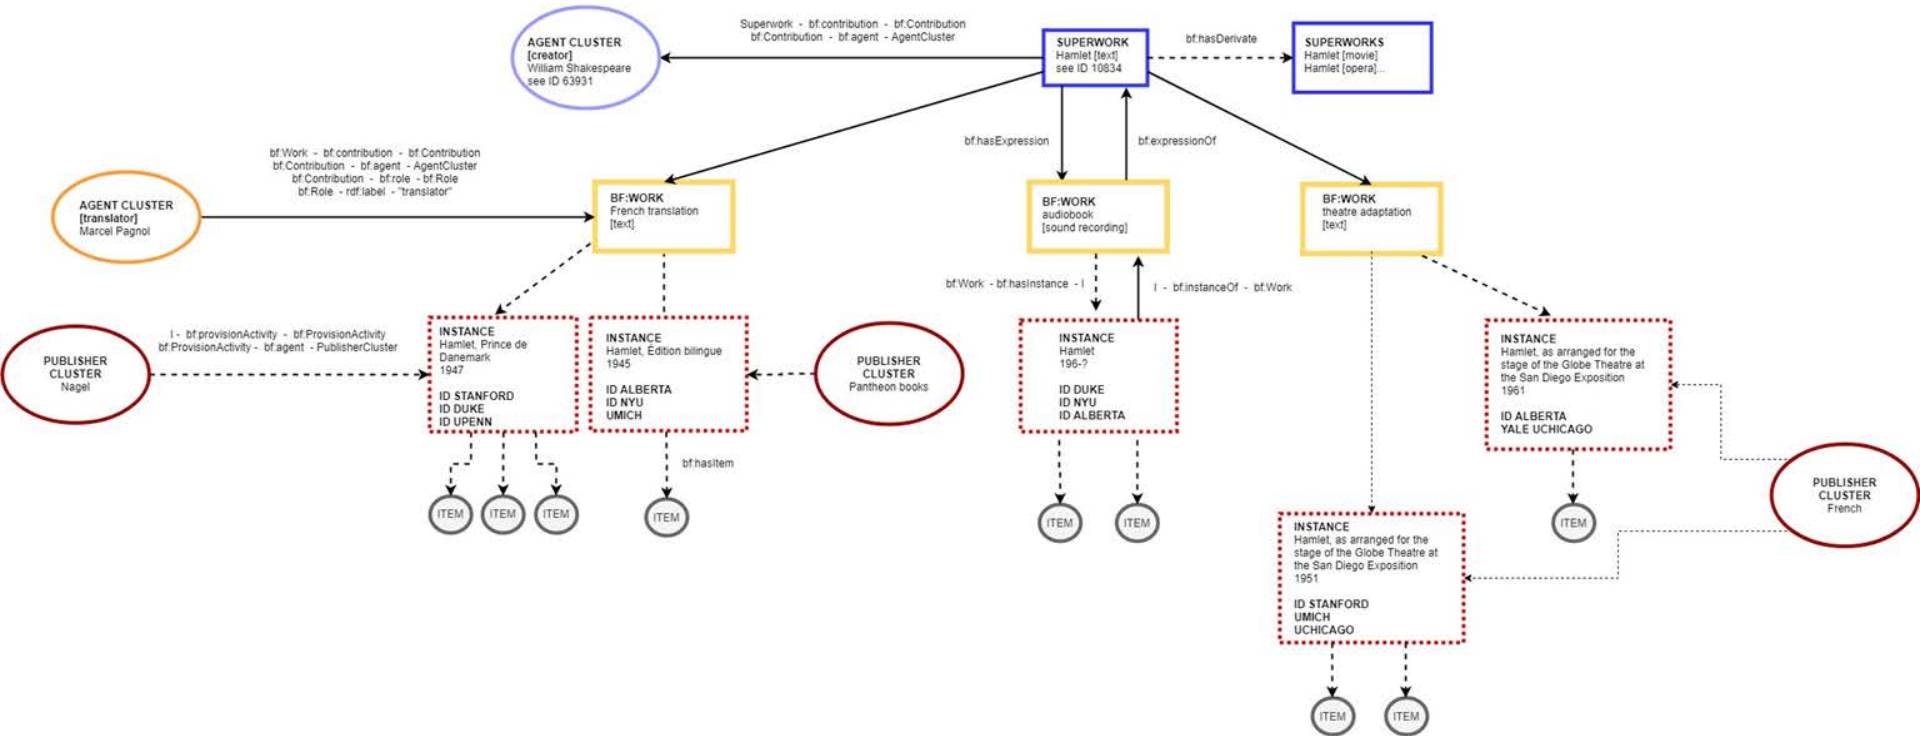 Superwork - bf:contribution - bf:Contribution
bf:Contribution - bf:agent - AgentCluster
AGENT CLUSTER
[creator]
William Shakespeare
see ID 63931
SUPERWORK
Hamlet [text]
see ID 10834
bf:hasDerivate
SUPERWORKS
Hamlet [movie]
Hamlet [opera]...
bf:hasExpression
bf:expressionOf
bf:Work - bf:contribution - bf:Contribution
bf:Contribution - bf:agent - AgentCluster
bf:Contribution - bf:role - bf:Role
bf:Role - rdf:label - "translator"
AGENT CLUSTER
[translator]
Marcel Pagnol
BF:WORK
French translation
[text]
BF:WORK
audiobook
[sound recording]
BF:WORK
theatre adaptation
[text]
bf:Work - bf:hasInstance - I
I - bf:instanceOf - bf:Work
PUBLISHER
CLUSTER
Nagel
I - bf:provisionActivity - bf:ProvisionActivity
bf:ProvisionActivity - bf:agent - PublisherCluster
INSTANCE
Hamlet, Prince de
Danemark
1947
ID STANFORD
ID DUKE
ID UPENN
INSTANCE
Hamlet, Édition bilingue
1945
ID ALBERTA
ID NYU
UMICH
PUBLISHER
CLUSTER
Pantheon books
INSTANCE
Hamlet
196-?
ID DUKE
ID NYU
ID ALBERTA
INSTANCE
Hamlet, as arranged for the
stage of the Globe Theatre at
the San Diego Exposition
1961
ID ALBERTA
YALE UCHICAGO
bf:hasItem
ITEM
ITEM
ITEM
ITEM
ITEM
ITEM
ITEM
PUBLISHER
CLUSTER
French
INSTANCE
Hamlet, as arranged for the
stage of the Globe Theatre at
the San Diego Exposition
1951
ID STANFORD
UMICH
UCHICAGO
ITEM
ITEM